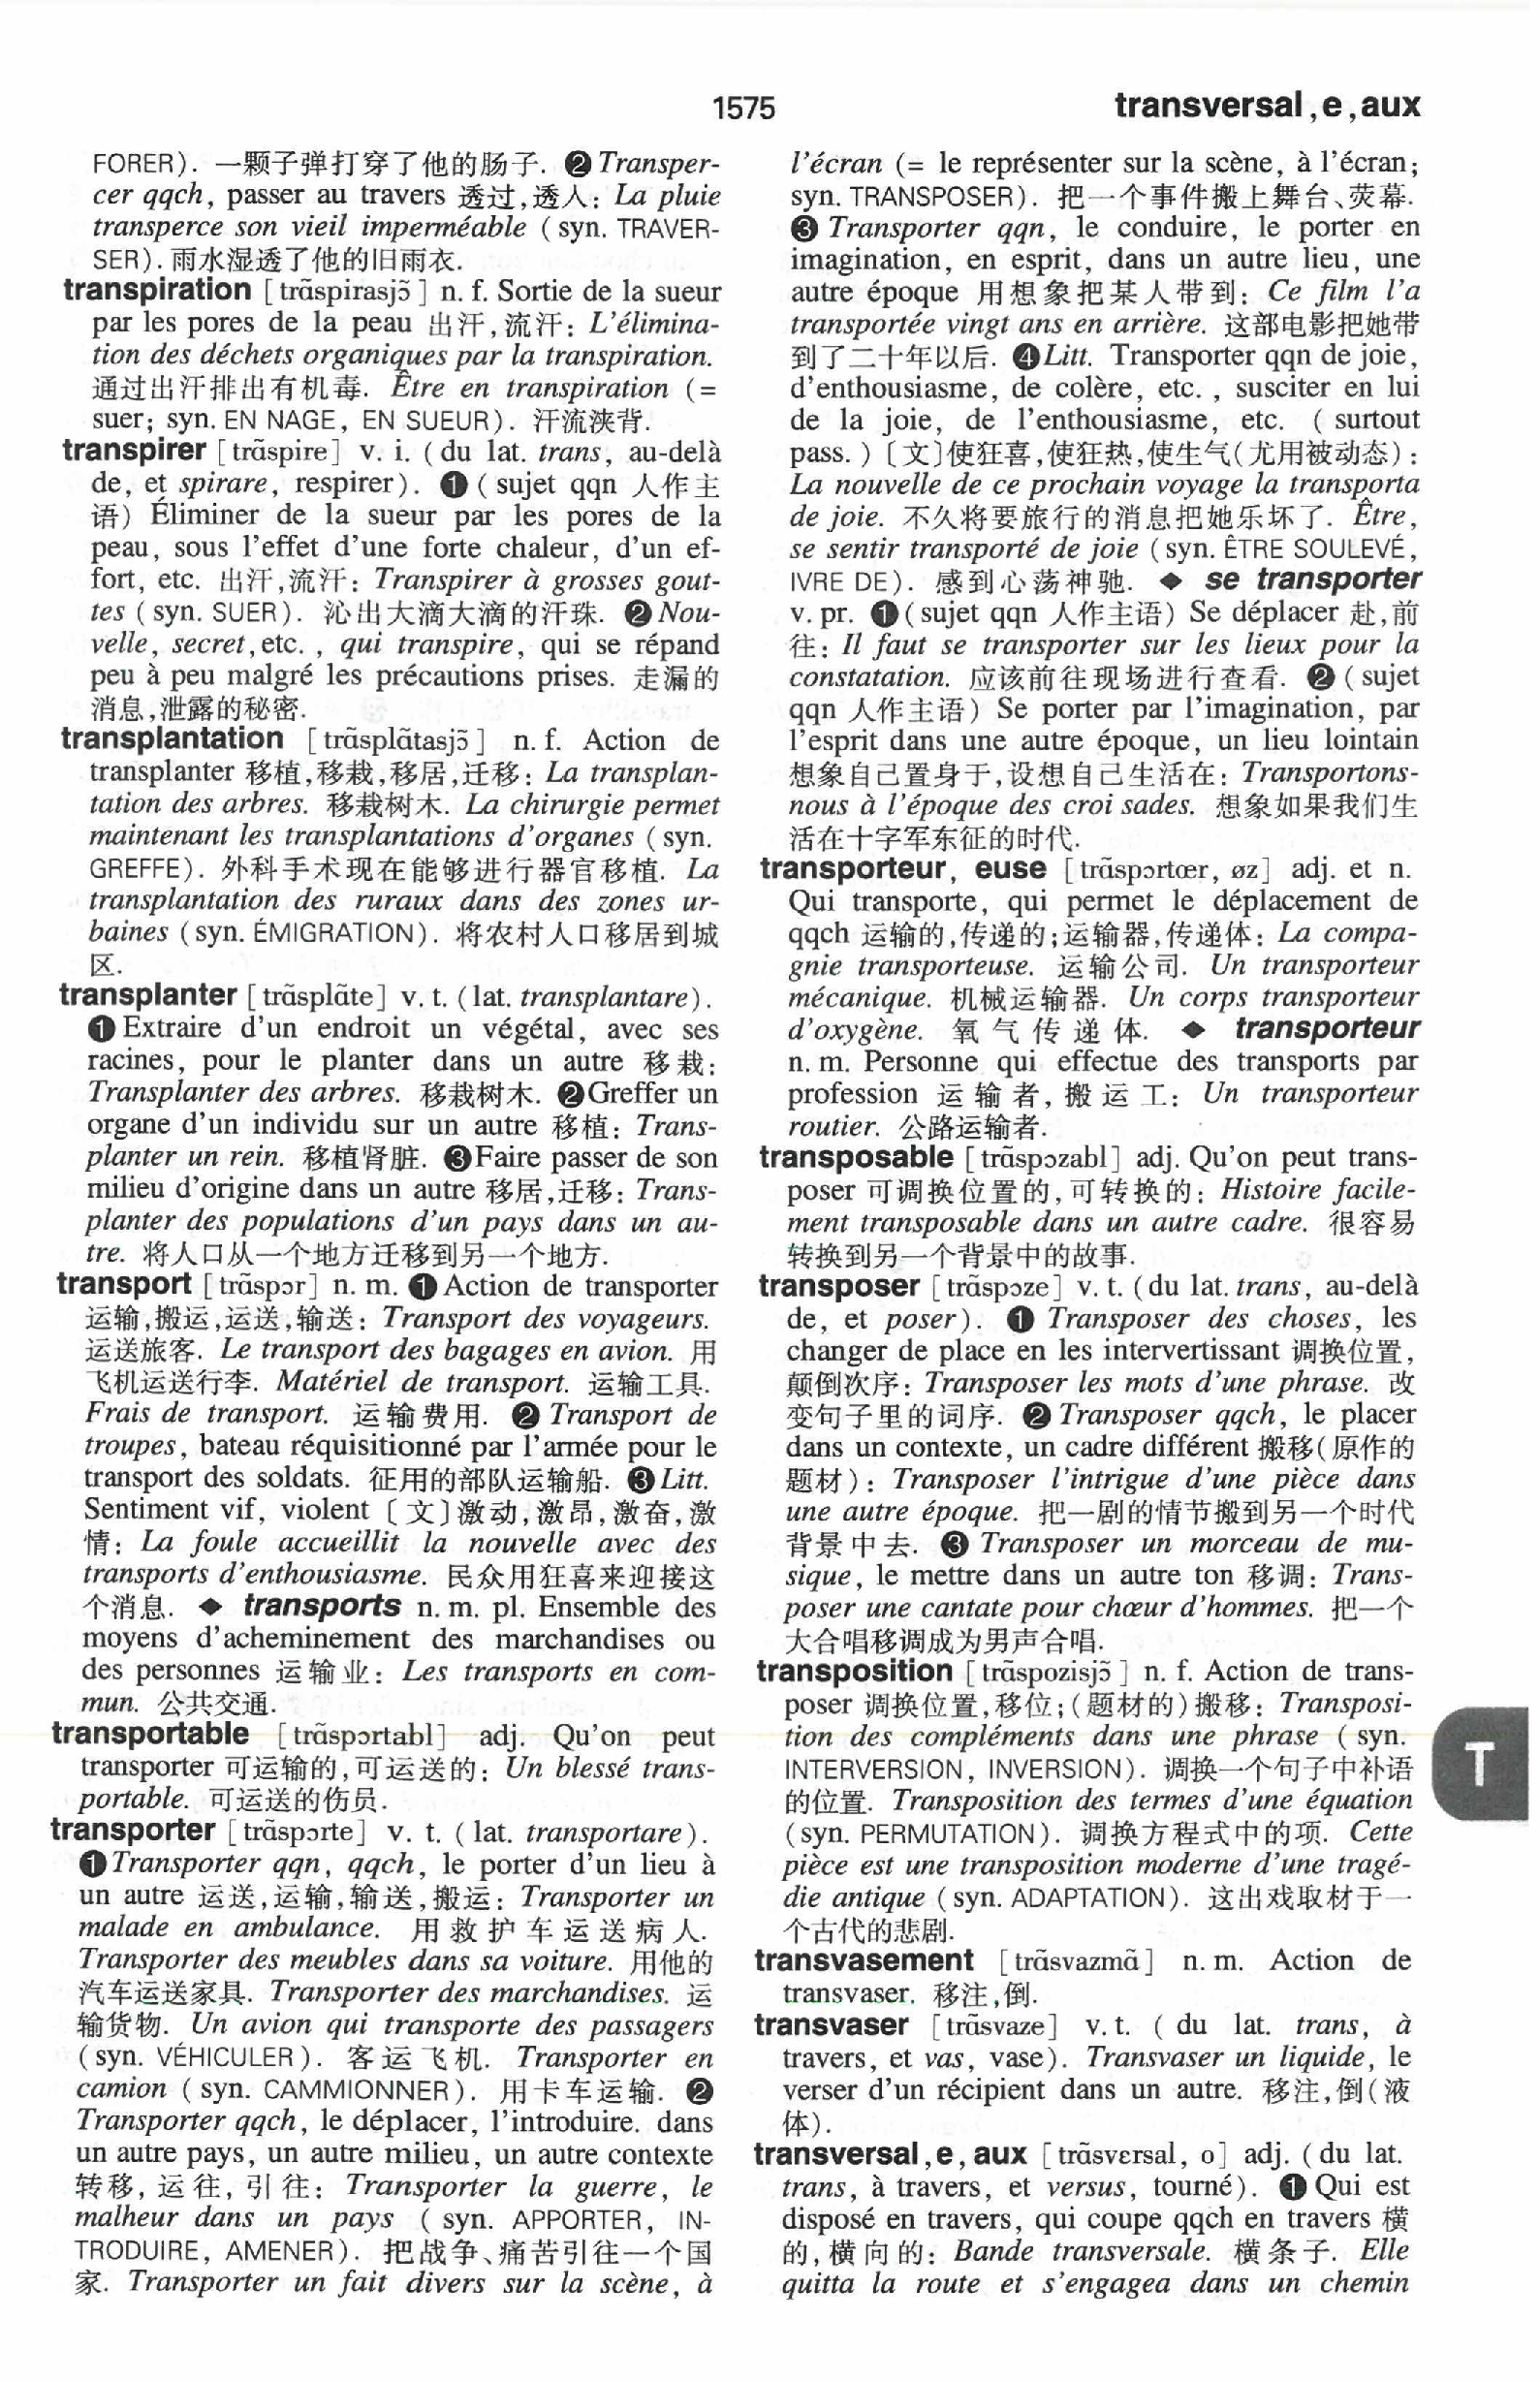 1575
transversal,e,aux
FORER). 一颗子弹打穿了他的肠子. ❷ Transper-
cer qqch, passer au travers 透过,透人: La pluie
transperce son vieil imperméable (syn. TRAVER-
SER). 雨水湿透了他的旧雨衣.
transpiration [trɑ̃spirasjɔ̃] n. f. Sortie de la sueur
par les pores de la peau 出汗,流汗: L'élimina-
tion des déchets organiques par la transpiration.
通过出汗排出有机毒. Être en transpiration (=
suer; syn. EN NAGE, EN SUEUR). 汗流浃背.
transpirer [trɑ̃spire] v. i. (du lat. trans, au-delà
de, et spirare, respirer). ❶ (sujet qqn 人作主
语) Éliminer de la sueur par les pores de la
peau, sous l'effet d'une forte chaleur, d'un ef-
fort, etc. 出汗,流汗: Transpirer à grosses gout-
tes (syn. SUER). 沁出大滴大滴的汗珠. ❷ Nou-
velle, secret, etc., qui transpire, qui se répand
peu à peu malgré les précautions prises. 走漏的
消息,泄露的秘密.
transplantation [trɑ̃splɑ̃tasjɔ̃] n. f. Action de
transplanter 移植,移栽,移居,迁移: La transplan-
tation des arbres. 移栽树木. La chirurgie permet
maintenant les transplantations d'organes (syn.
GREFFE). 外科手术现在能够进行器官移植. La
transplantation des ruraux dans des zones ur-
baines (syn. ÉMIGRATION). 将农村人口移居到城
区.
transplanter [trɑ̃splɑ̃te] v. t. (lat. transplantare).
❶ Extraire d'un endroit un végétal, avec ses
racines, pour le planter dans un autre 移栽:
Transplanter des arbres. 移栽树木. ❷ Greffer un
organe d'un individu sur un autre 移植: Trans-
planter un rein. 移植肾脏. ❸ Faire passer de son
milieu d'origine dans un autre 移居,迁移: Trans-
planter des populations d'un pays dans un au-
tre. 将人口从一个地方迁移到另一个地方.
transport [trɑ̃spɔr] n. m. ❶ Action de transporter
运输,搬运,运送,输送: Transport des voyageurs.
运送旅客. Le transport des bagages en avion. 用
飞机运送行李. Matériel de transport. 运输工具.
Frais de transport. 运输费用. ❷ Transport de
troupes, bateau réquisitionné par l'armée pour le
transport des soldats. 征用的部队运输船. ❸ Litt.
Sentiment vif, violent 〔文〕激动,激昂,激奋,激
情: La foule accueillit la nouvelle avec des
transports d'enthousiasme. 民众用狂喜来迎接这
个消息. ◆ transports n. m. pl. Ensemble des
moyens d'acheminement des marchandises ou
des personnes 运输业: Les transports en com-
mun. 公共交通.
transportable [trɑ̃spɔrtabl] adj. Qu'on peut
transporter 可运输的,可运送的: Un blessé trans-
portable. 可运送的伤员.
transporter [trɑ̃spɔrte] v. t. (lat. transportare).
❶ Transporter qqn, qqch, le porter d'un lieu à
un autre 运送,运输,输送,搬运: Transporter un
malade en ambulance. 用救护车运送病人.
Transporter des meubles dans sa voiture. 用他的
汽车运送家具. Transporter des marchandises. 运
输货物. Un avion qui transporte des passagers
(syn. VÉHICULER). 客运飞机. Transporter en
camion (syn. CAMMIONNER). 用卡车运输. ❷
Transporter qqch, le déplacer, l'introduire. dans
un autre pays, un autre milieu, un autre contexte
转移,运往,引往: Transporter la guerre, le
malheur dans un pays (syn. APPORTER, IN-
TRODUIRE, AMENER). 把战争、痛苦引往一个国
家. Transporter un fait divers sur la scène, à
l'écran (= le représenter sur la scène, à l'écran;
syn. TRANSPOSER). 把一个事件搬上舞台、荧幕.
❸ Transporter qqn, le conduire, le porter en
imagination, en esprit, dans un autre lieu, une
autre époque 用想象把某人带到: Ce film l'a
transportée vingt ans en arrière. 这部电影把她带
到了二十年以后. ❹ Litt. Transporter qqn de joie,
d'enthousiasme, de colère, etc., susciter en lui
de la joie, de l'enthousiasme, etc. (surtout
pass.)〔文〕使狂喜,使狂热,使生气(尤用被动态):
La nouvelle de ce prochain voyage la transporta
de joie. 不久将要旅行的消息把她乐坏了. Être,
se sentir transporté de joie (syn. ÊTRE SOULEVÉ,
IVRE DE). 感到心荡神驰. ◆ se transporter
v. pr. ❶ (sujet qqn 人作主语) Se déplacer 赴,前
往: Il faut se transporter sur les lieux pour la
constatation. 应该前往现场进行查看. ❷ (sujet
qqn 人作主语) Se porter par l'imagination, par
l'esprit dans une autre époque, un lieu lointain
想象自己置身于,设想自己生活在: Transportons-
nous à l'époque des croi sades. 想象如果我们生
活在十字军东征的时代.
transporteur, euse [trɑ̃spɔrtœr, øz] adj. et n.
Qui transporte, qui permet le déplacement de
qqch 运输的,传递的;运输器,传递体: La compa-
gnie transporteuse. 运输公司. Un transporteur
mécanique. 机械运输器. Un corps transporteur
d'oxygène. 氧气传递体. ◆ transporteur
n. m. Personne qui effectue des transports par
profession 运输者,搬运工: Un transporteur
routier. 公路运输者.
transposable [trɑ̃spɔzabl] adj. Qu'on peut trans-
poser 可调换位置的,可转换的: Histoire facile-
ment transposable dans un autre cadre. 很容易
转换到另一个背景中的故事.
transposer [trɑ̃spɔze] v. t. (du lat. trans, au-delà
de, et poser). ❶ Transposer des choses, les
changer de place en les intervertissant 调换位置,
颠倒次序: Transposer les mots d'une phrase. 改
变句子里的词序. ❷ Transposer qqch, le placer
dans un contexte, un cadre différent 搬移(原作的
题材): Transposer l'intrigue d'une pièce dans
une autre époque. 把一剧的情节搬到另一个时代
背景中去. ❸ Transposer un morceau de mu-
sique, le mettre dans un autre ton 移调: Trans-
poser une cantate pour chœur d'hommes. 把一个
大合唱移调成为男声合唱.
transposition [trɑ̃spozisjɔ̃] n. f. Action de trans-
poser 调换位置,移位;(题材的)搬移: Transposi-
tion des compléments dans une phrase (syn.
INTERVERSION, INVERSION). 调换一个句子中补语
的位置. Transposition des termes d'une équation
(syn. PERMUTATION). 调换方程式中的项. Cette
pièce est une transposition moderne d'une tragé-
die antique (syn. ADAPTATION). 这出戏取材于一
个古代的悲剧.
transvasement [trɑ̃svazmɑ̃] n. m. Action de
transvaser. 移注,倒.
transvaser [trɑ̃svaze] v. t. (du lat. trans, à
travers, et vas, vase). Transvaser un liquide, le
verser d'un récipient dans un autre. 移注,倒(液
体).
transversal,e,aux [trɑ̃svɛrsal, o] adj. (du lat.
trans, à travers, et versus, tourné). ❶ Qui est
disposé en travers, qui coupe qqch en travers 横
的,横向的: Bande transversale. 横条子. Elle
quitta la route et s'engagea dans un chemin
T